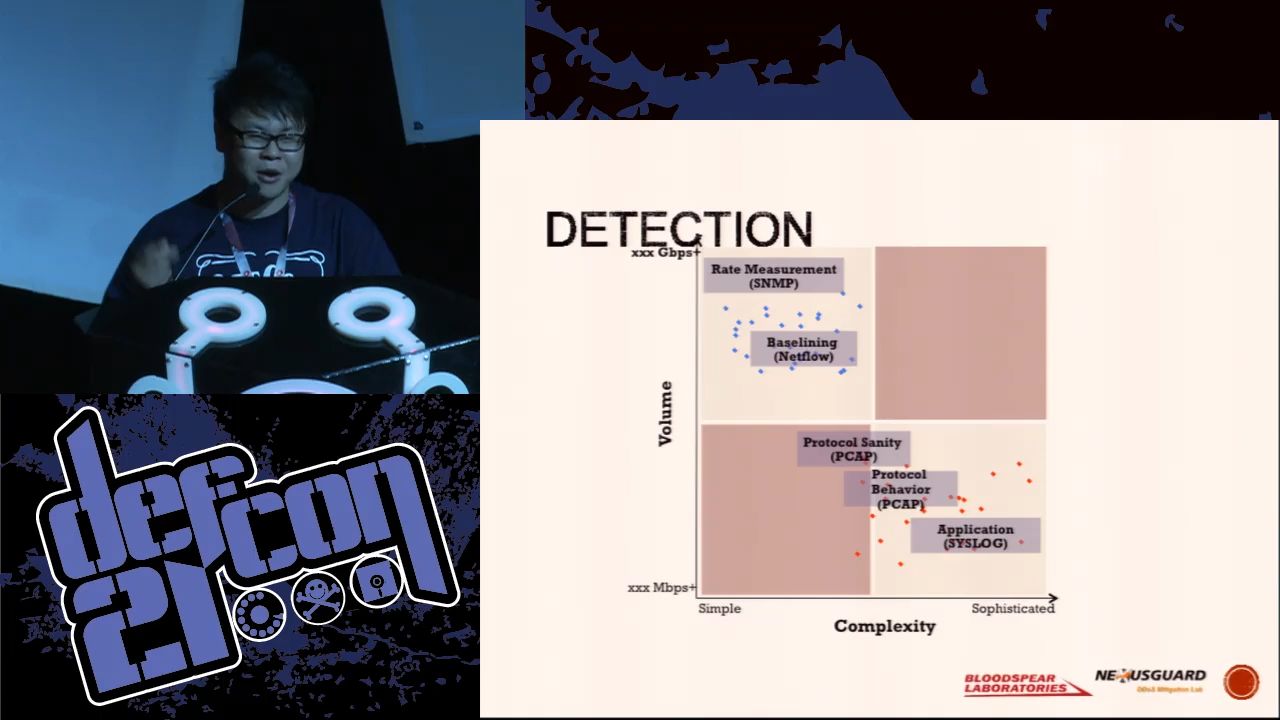 DETECTION
xxx Gbps+
Rate Measurement
(SNMP)
Baselining
(Netflow)
Volume
Protocol Sanity
(PCAP)
Protocol
Behavior
(PCAP)
Application
(SYSLOG)
xxx Mbps+
Simple
Sophisticated
Complexity
BLOODSPEAR
LABORATORIES
NEXUSGUARD
DDoS Mitigation Lab
defcon
21